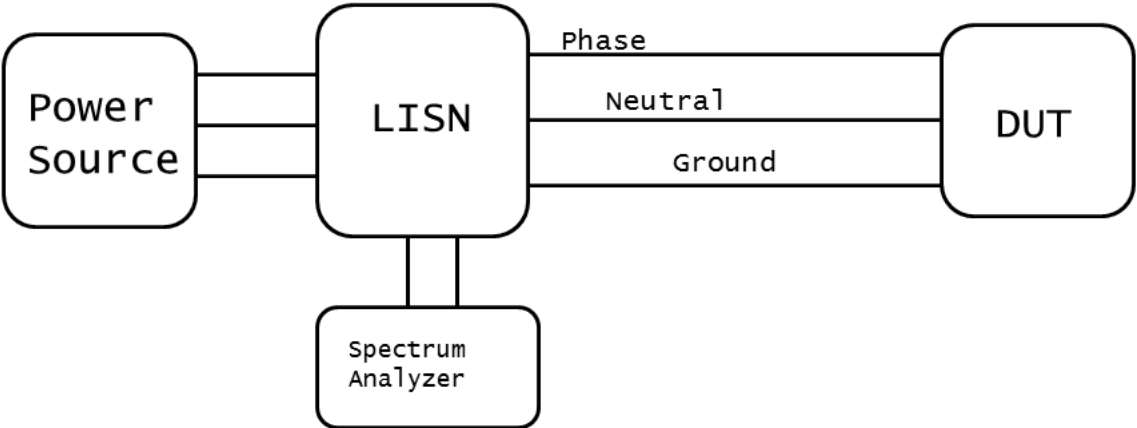 Power
Source
LISN
Phase
Neutral
Ground
DUT
Spectrum
Analyzer